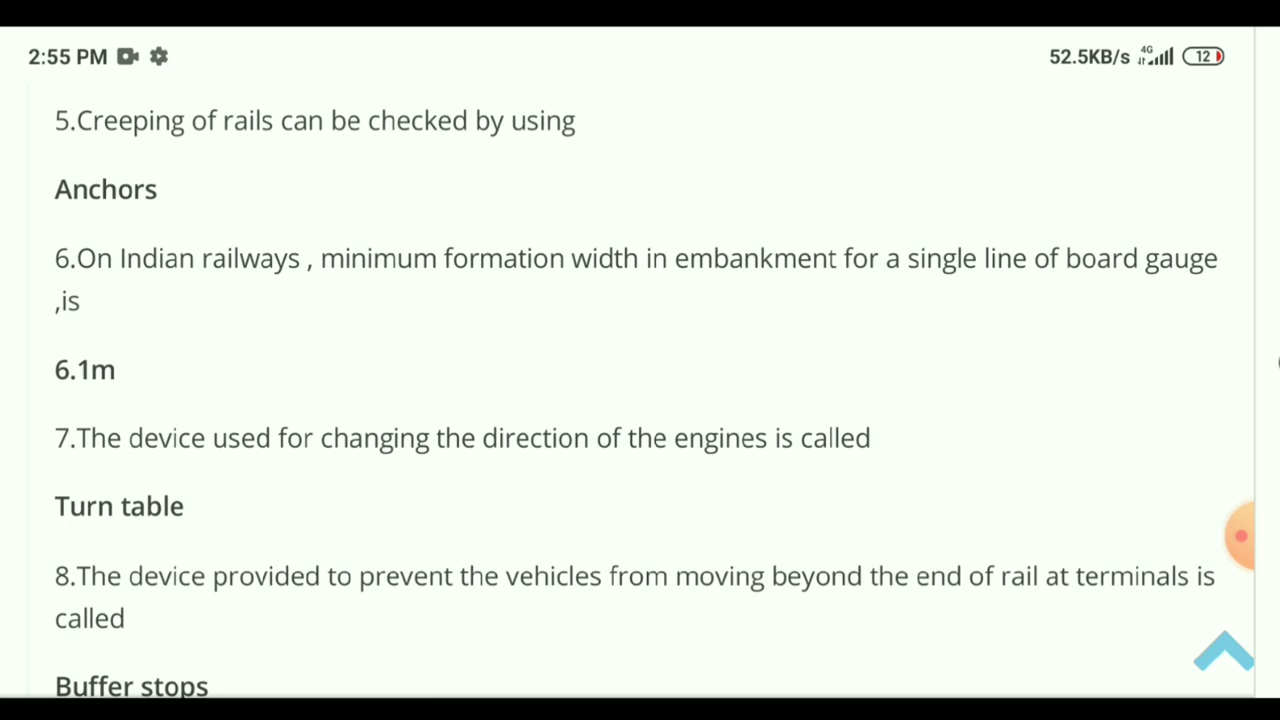 2:55 PM
52.5KB/s 4G 12
5.Creeping of rails can be checked by using
Anchors
6.On Indian railways , minimum formation width in embankment for a single line of board gauge
,is
6.1m
7.The device used for changing the direction of the engines is called
Turn table
8.The device provided to prevent the vehicles from moving beyond the end of rail at terminals is
called
Buffer stops